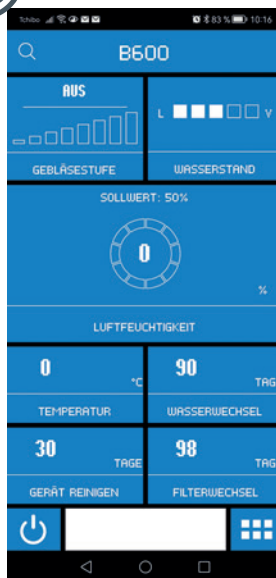 Tchibo 83 % 10:16
B600
AUS
L V
GEBLÄSESTUFE WASSERSTAND
SOLLWERT: 50%
0
%
LUFTFEUCHTIGKEIT
0 °C 90 TAG
TEMPERATUR WASSERWECHSEL
30 TAGE 98 TAG
GERÄT REINIGEN FILTERWECHSEL